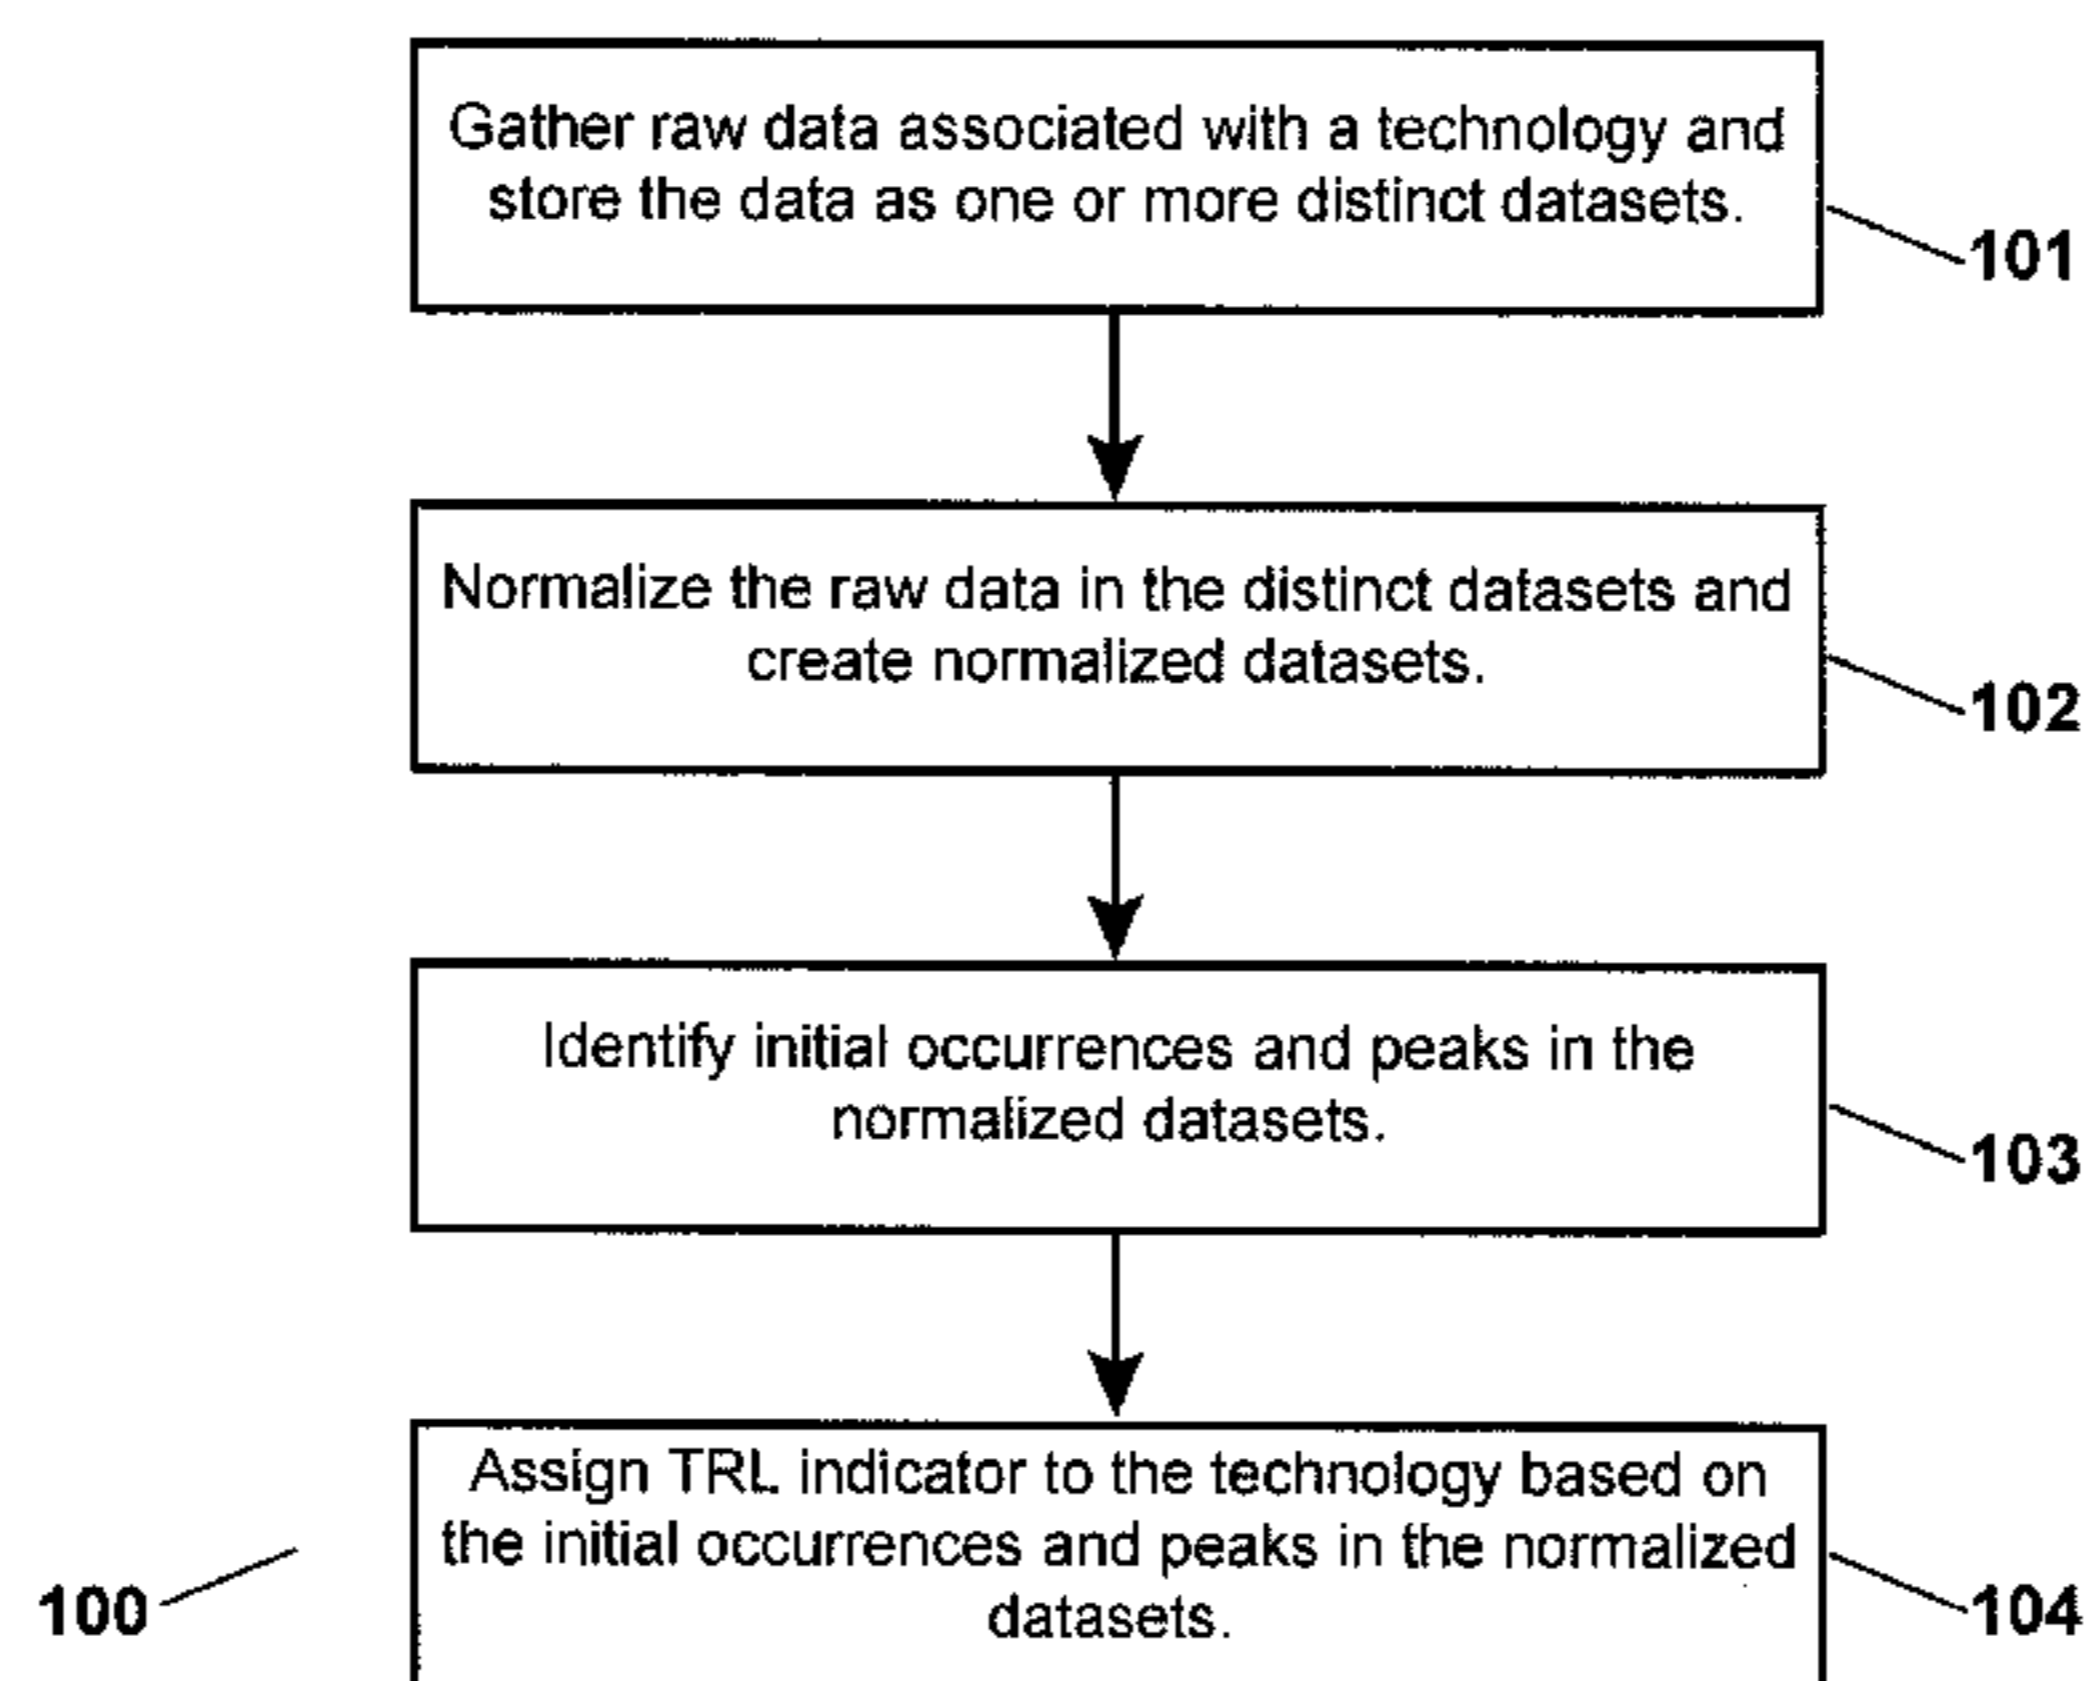 Gather raw data associated with a technology and
store the data as one or more distinct datasets.
101
Normalize the raw data in the distinct datasets and
create normalized datasets.
102
Identify initial occurrences and peaks in the
normalized datasets.
103
Assign TRL indicator to the technology based on
the initial occurrences and peaks in the normalized
datasets.
100
104